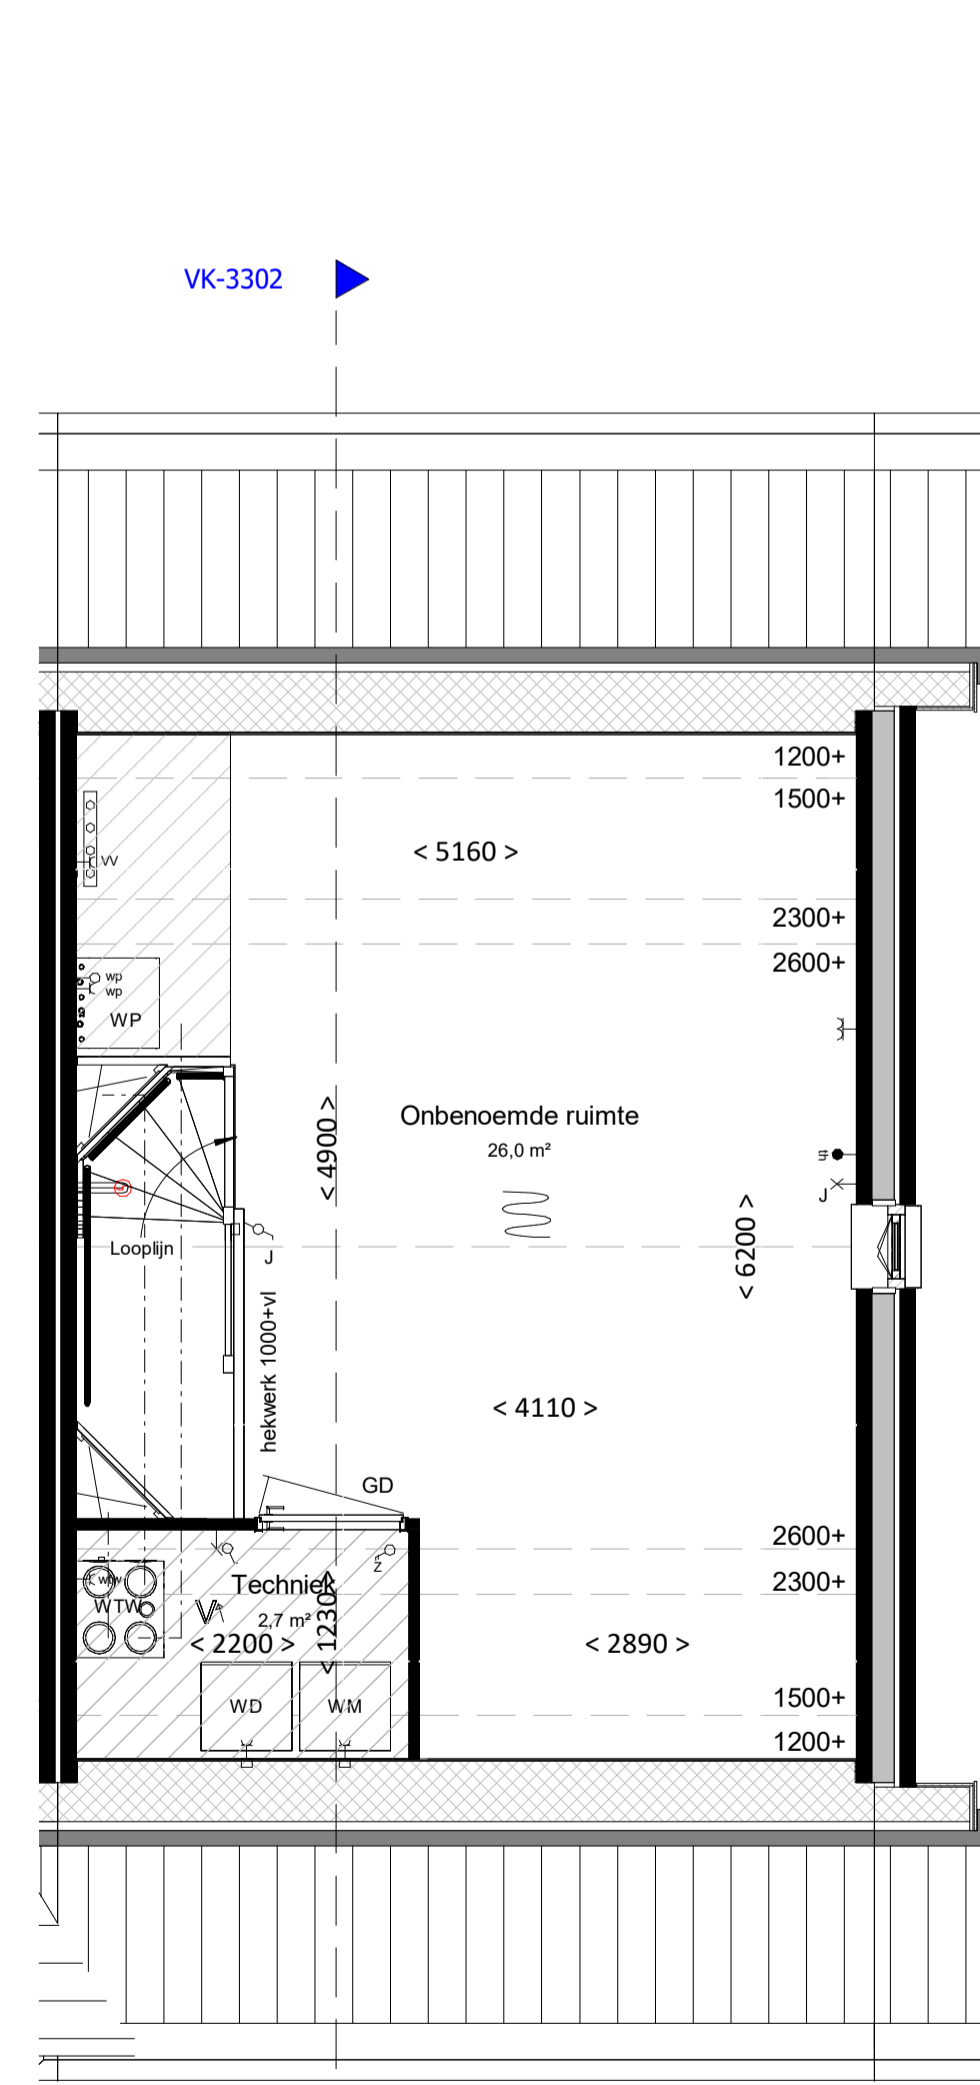 VK-3302
1200+
1500+
< 5160 >
VV
2300+
2600+
wp
wp
WP
< 4900 >
Onbenoemde ruimte
26,0 m²
J
Looplijn
J
< 6200 >
hekwerk 1000+vl
< 4110 >
GD
2600+
z
wtw
Techniek
2300+
WTW
2,7 m²
< 1230 >
< 2200 >
< 2890 >
1500+
WD
WM
1200+